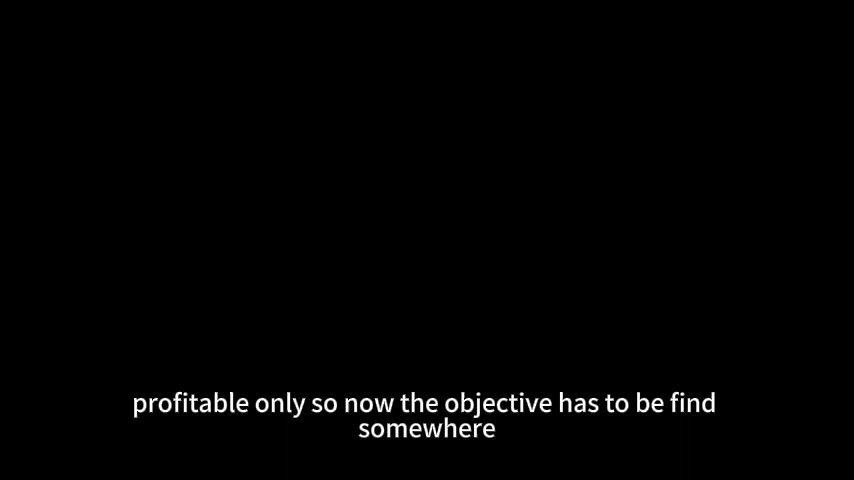 profitable only so now the objective has to be find
somewhere